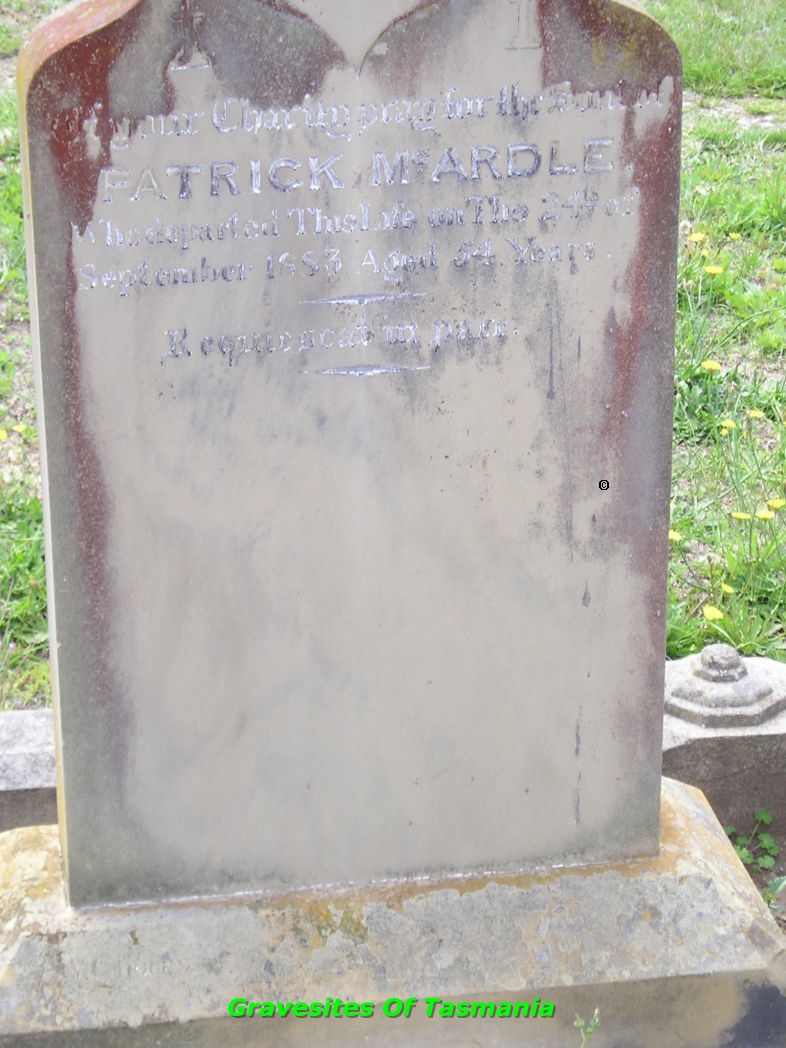 Of your Charity pray for the Soul of
PATRICK McARDLE.
Who departed This Life on The 24th of
September 1883 Aged 54 Years.
Requiescat in pace.
©
Gravesites Of Tasmania